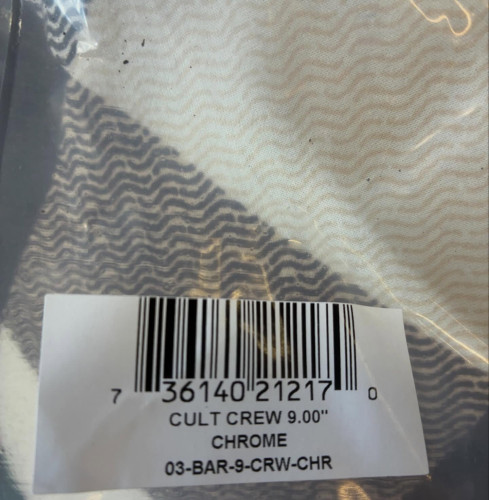 7 36140 21217 0
CULT CREW 9.00"
CHROME
03-BAR-9-CRW-CHR